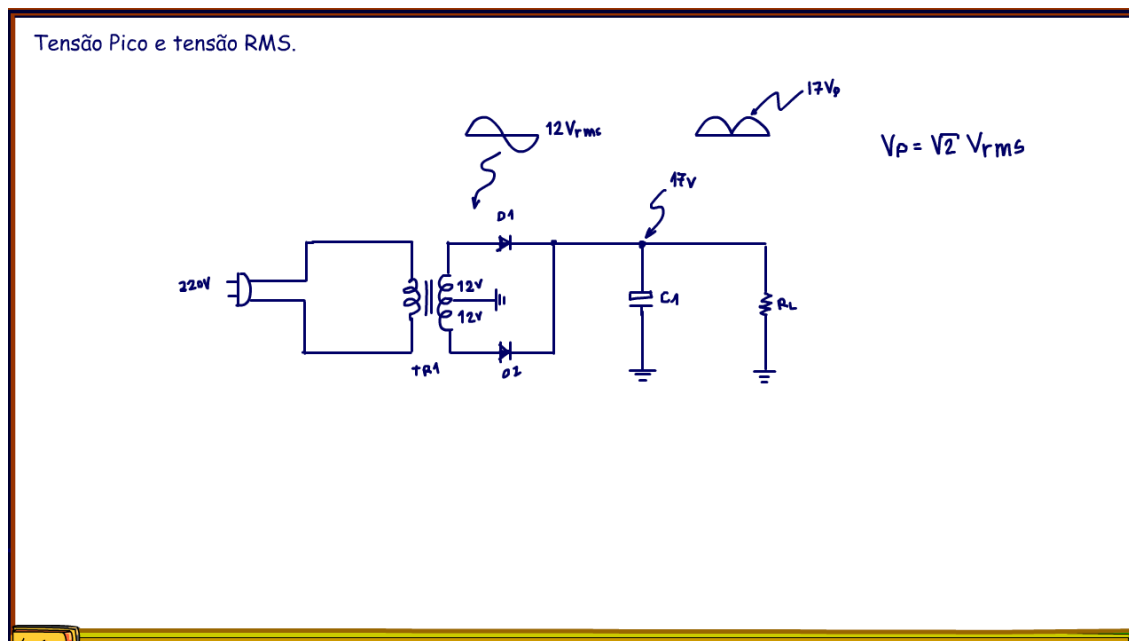 Tensão Pico e tensão RMS.
17Vp
12Vrms
Vp = √2 Vrms
17V
D1
220V
12V
12V
C1
RL
TR1
D2